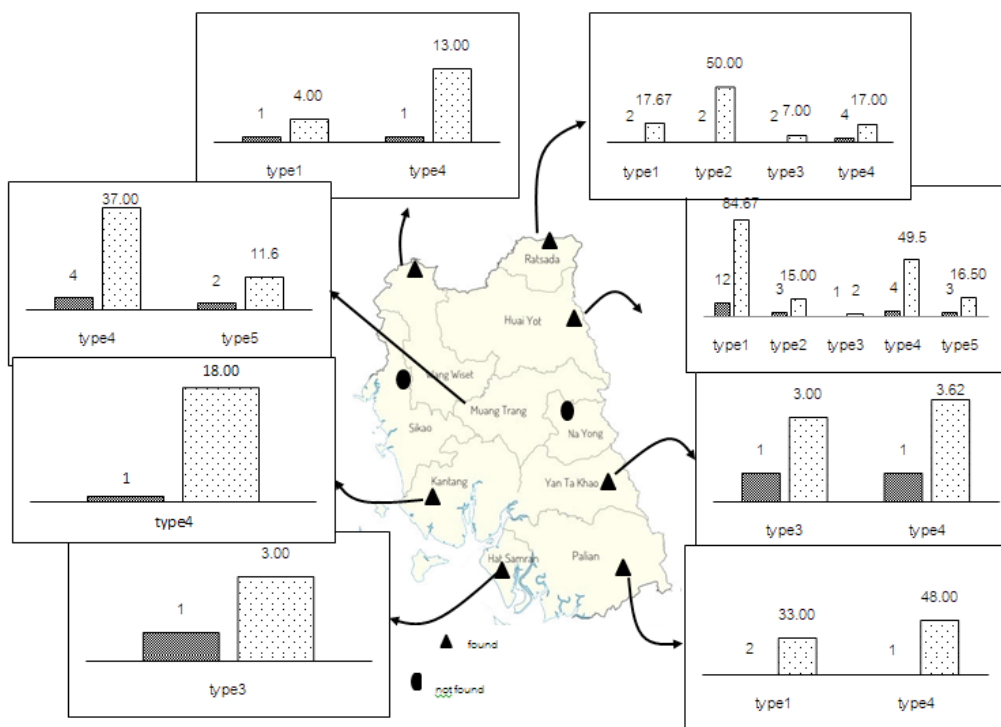 13.00
4.00
1
1
type1
type4
50.00
17.67
17.00
2
2
2
7.00
4
type1
type2
type3
type4
37.00
4
2
11.6
type4
type5
84.67
49.5
12
3
15.00
1
2
4
3
16.50
type1
type2
type3
type4
type5
18.00
1
type4
3.00
3.62
1
1
type3
type4
3.00
1
type3
48.00
33.00
2
1
type1
type4
Ratsada
Huai Yot
Wang Wiset
Muang Trang
Sikao
Na Yong
Kantang
Yan Ta Khao
Hat Samran
Palian
found
not found